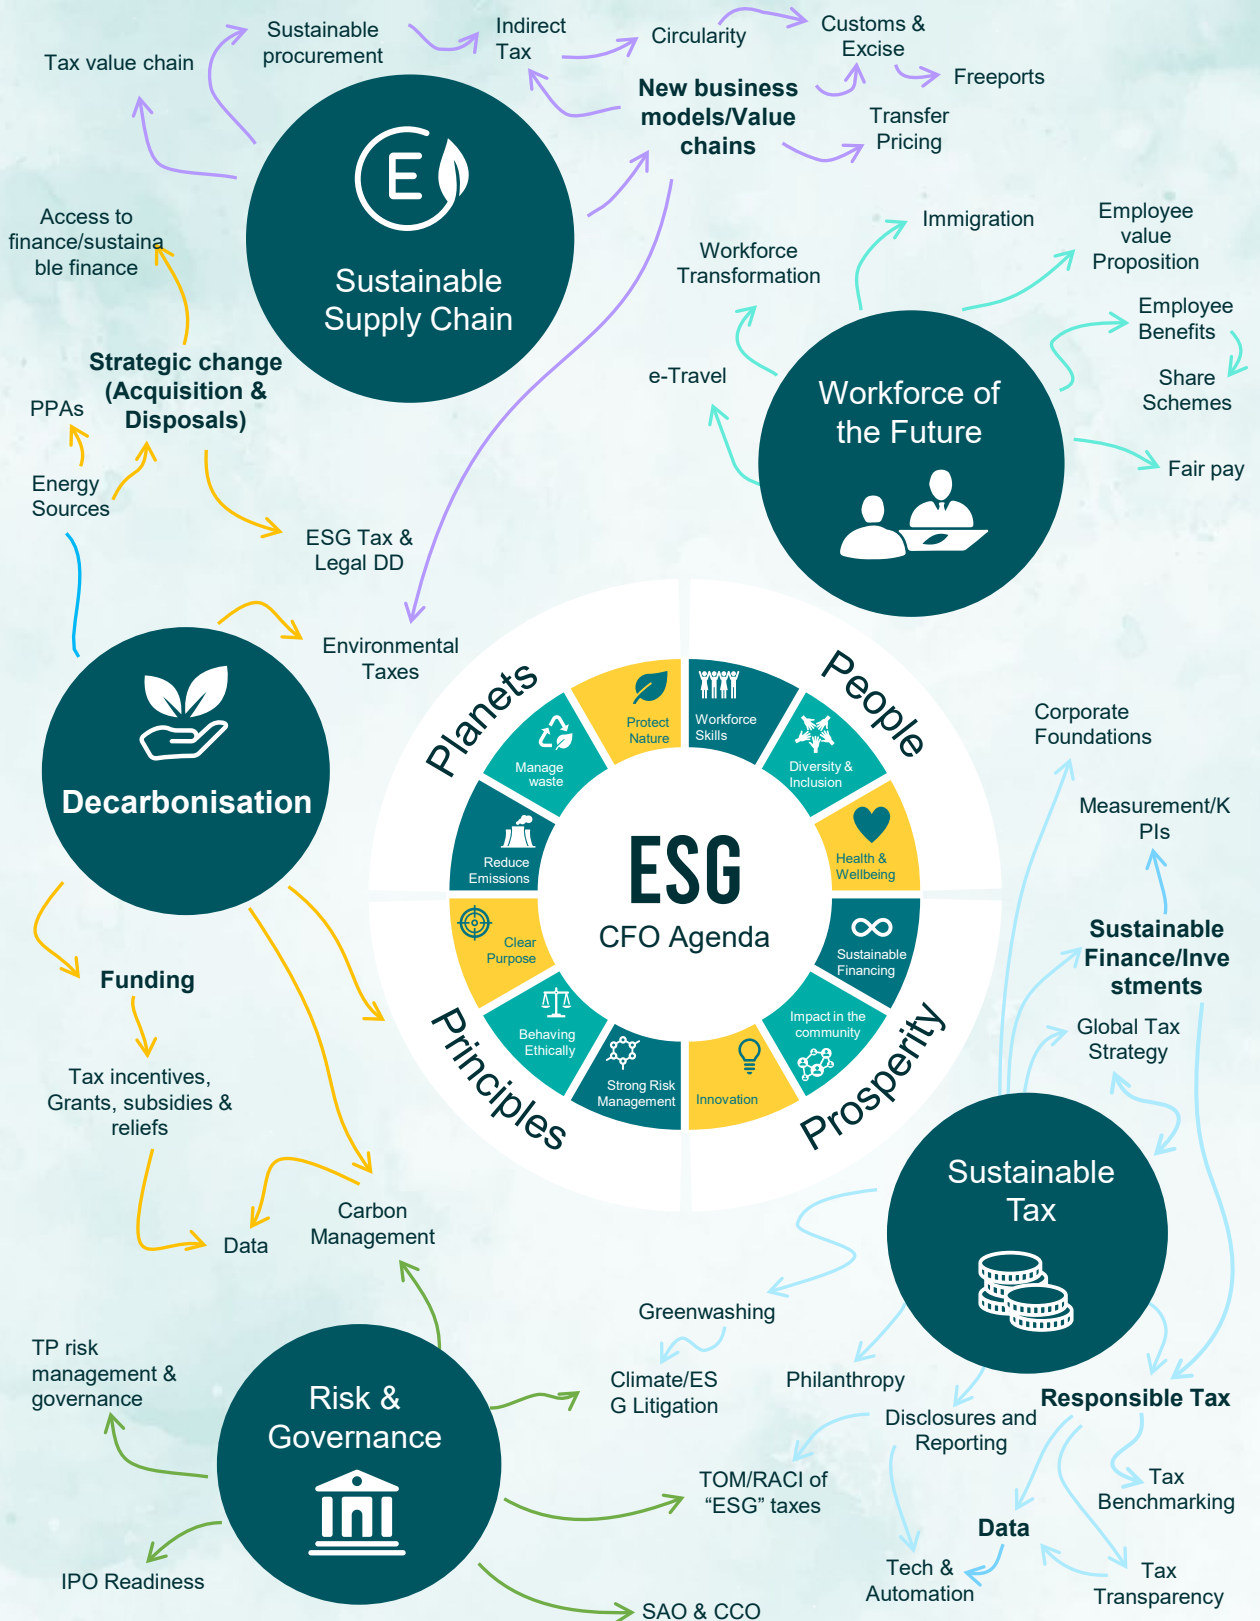 Sustainable
procurement
Indirect
Tax
Circularity
Customs &
Excise
Tax value chain
Freeports
New business
models/Value
chains
Transfer
Pricing
E
Sustainable
Supply Chain
Access to
finance/sustaina
ble finance
Immigration
Employee
value
Proposition
Workforce
Transformation
Employee
Benefits
Share
Schemes
e-Travel
Workforce of
the Future
Fair pay
Strategic change
(Acquisition &
Disposals)
PPAs
Energy
Sources
ESG Tax &
Legal DD
Environmental
Taxes
Decarbonisation
Planets
People
Protect
Nature
Workforce
Skills
Manage
waste
Diversity &
Inclusion
Reduce
Emissions
Health &
Wellbeing
ESG
CFO Agenda
Clear
Purpose
Sustainable
Financing
Behaving
Ethically
Impact in the
community
Strong Risk
Management
Innovation
Principles
Prosperity
Corporate
Foundations
Measurement/K
PIs
Sustainable
Finance/Inve
stments
Global Tax
Strategy
Funding
Tax incentives,
Grants, subsidies &
reliefs
Carbon
Management
Data
Sustainable
Tax
Greenwashing
Climate/ES
G Litigation
Philanthropy
Responsible Tax
Disclosures and
Reporting
TP risk
management &
governance
Risk &
Governance
TOM/RACI of
“ESG” taxes
Tax
Benchmarking
Data
Tech &
Automation
Tax
Transparency
IPO Readiness
SAO & CCO